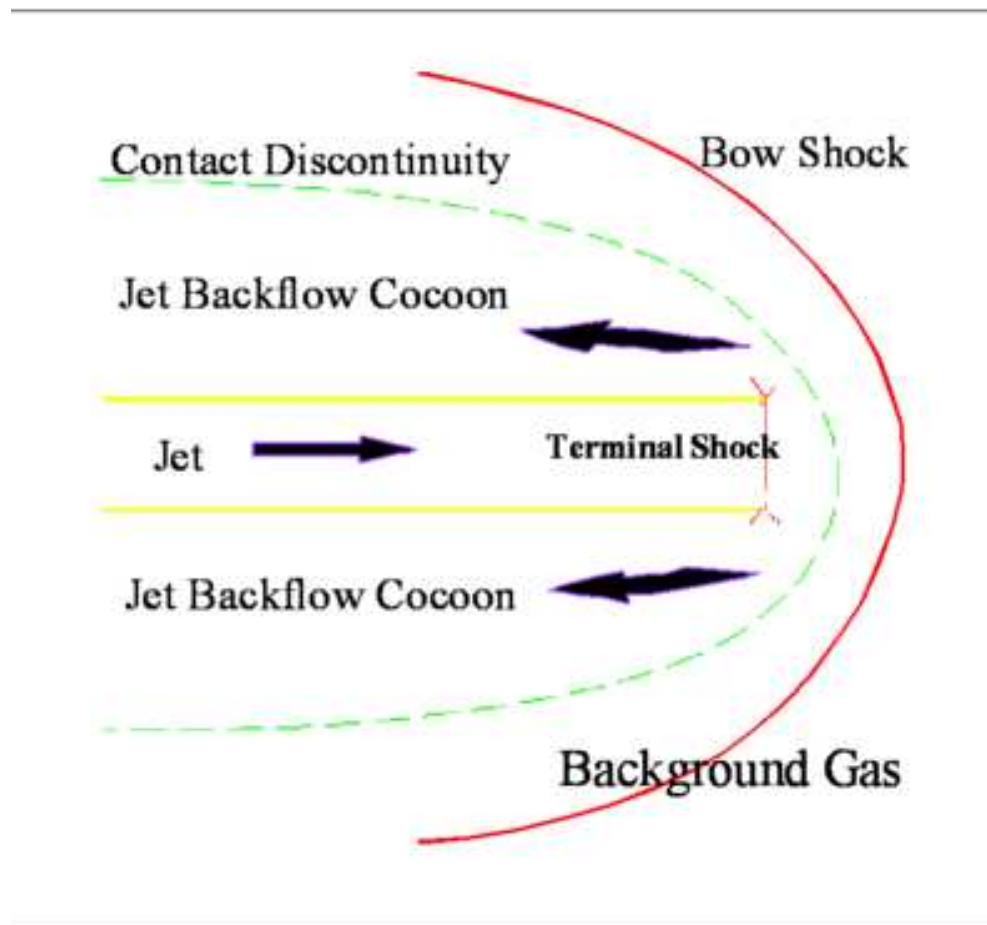 Contact Discontinuity
Bow Shock
Jet Backflow Cocoon
Jet
Terminal Shock
Jet Backflow Cocoon
Background Gas